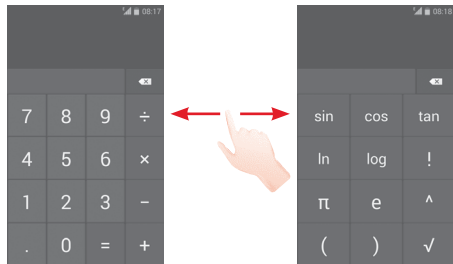 08:17
7 8 9 ÷
4 5 6 ×
1 2 3 −
. 0 = +
08:18
sin cos tan
ln log !
π e ^
( ) √